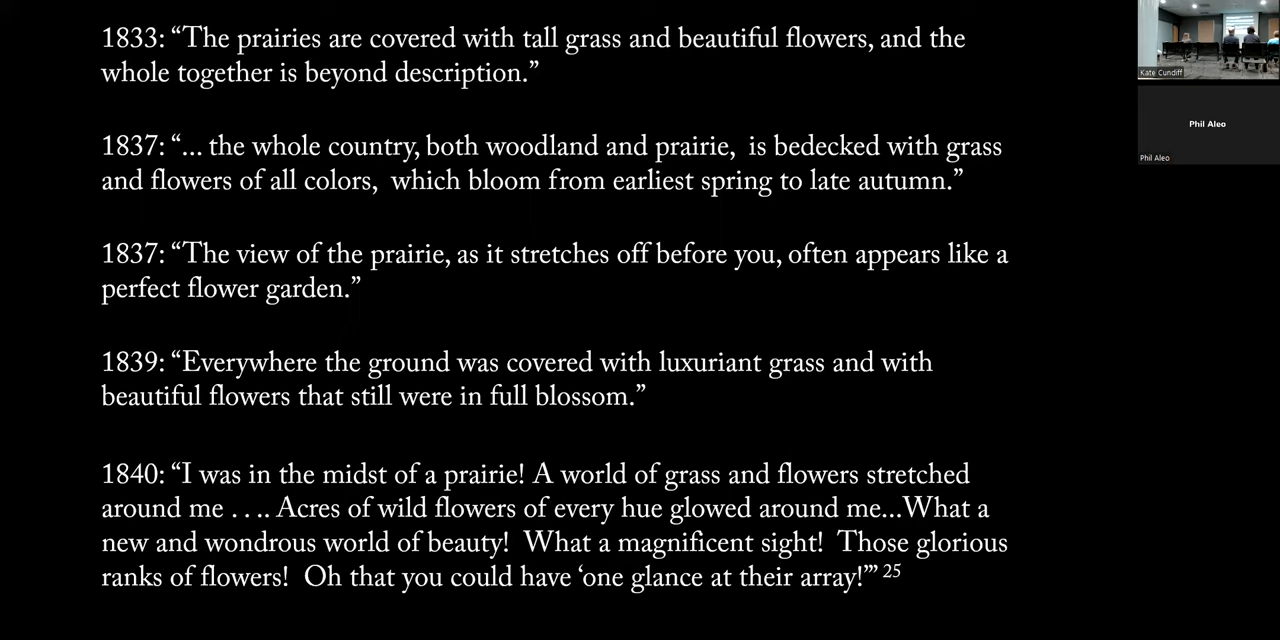 1833: “The prairies are covered with tall grass and beautiful flowers, and the
whole together is beyond description.”
1837: “... the whole country, both woodland and prairie, is bedecked with grass
and flowers of all colors, which bloom from earliest spring to late autumn.”
1837: “The view of the prairie, as it stretches off before you, often appears like a
perfect flower garden.”
1839: “Everywhere the ground was covered with luxuriant grass and with
beautiful flowers that still were in full blossom.”
1840: “I was in the midst of a prairie! A world of grass and flowers stretched
around me . . .. Acres of wild flowers of every hue glowed around me...What a
new and wondrous world of beauty! What a magnificent sight! Those glorious
ranks of flowers! Oh that you could have ‘one glance at their array!’” 25
Kate Cundiff
Phil Aleo
Phil Aleo